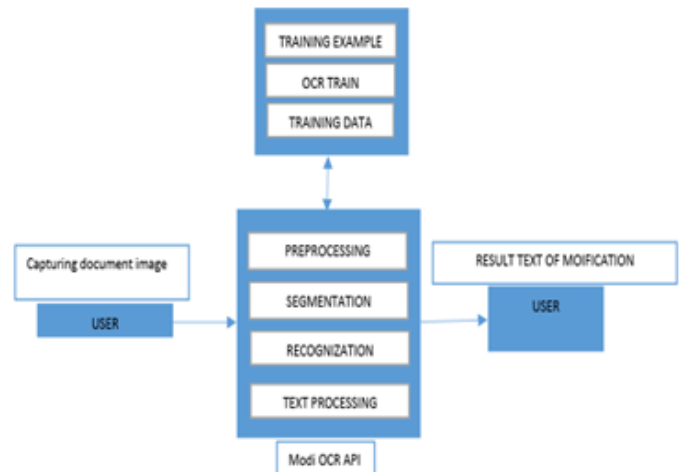 TRAINING EXAMPLE
OCR TRAIN
TRAINING DATA
Capturing document image
USER
PREPROCESSING
SEGMENTATION
RECOGNIZATION
TEXT PROCESSING
Modi OCR API
RESULT TEXT OF MOIFICATION
USER